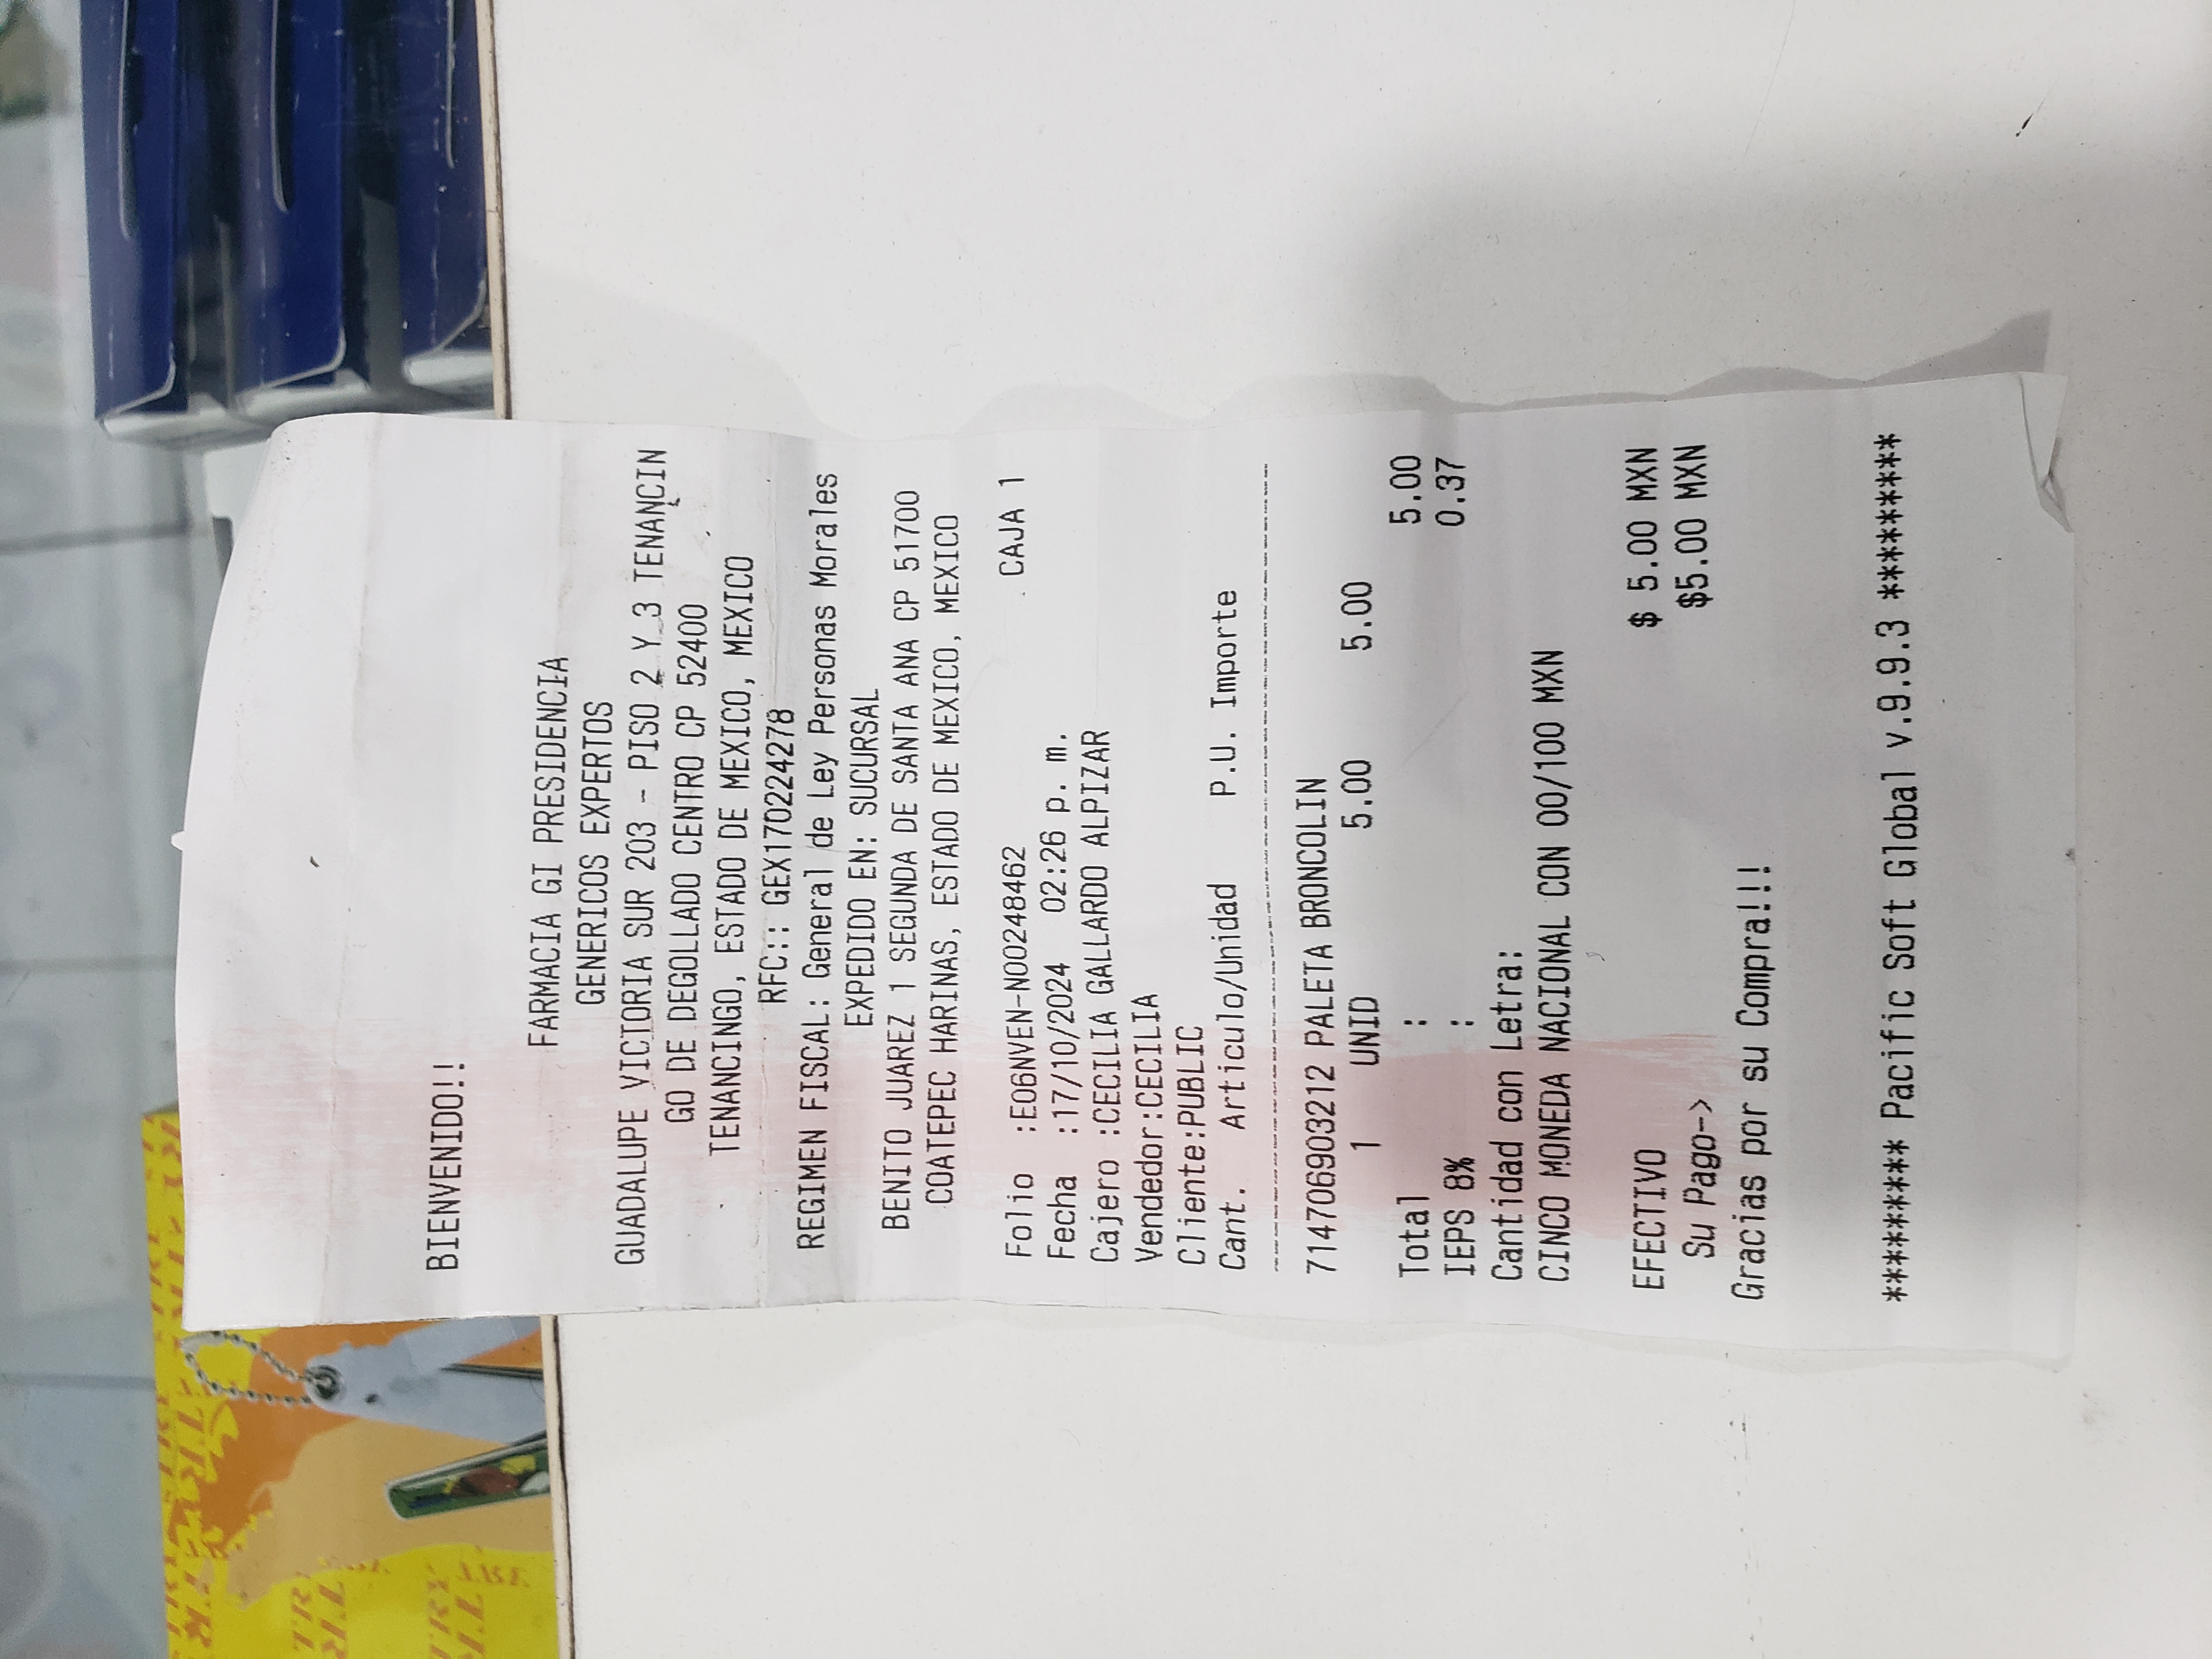 BIENVENIDO!!
FARMACIA GI PRESIDENCIA
GENERICOS EXPERTOS
GUADALUPE VICTORIA SUR 203 - PISO 2 Y 3 TENANCIN
GO DE DEGOLLADO CENTRO CP 52400
TENANCINGO, ESTADO DE MEXICO, MEXICO
RFC:: GEX170224278
REGIMEN FISCAL: General de Ley Personas Morales
EXPEDIDO EN: SUCURSAL
BENITO JUAREZ 1 SEGUNDA DE SANTA ANA CP 51700
COATEPEC HARINAS, ESTADO DE MEXICO, MEXICO
Folio :E06NVEN-N00248462 CAJA 1
Fecha :17/10/2024 02:26 p. m.
Cajero :CECILIA GALLARDO ALPIZAR
Vendedor:CECILIA
Cliente:PUBLIC
Cant. Articulo/Unidad P.U. Importe
714706903212 PALETA BRONCOLIN
1 UNID 5.00 5.00
Total : 5.00
IEPS 8% : 0.37
Cantidad con Letra:
CINCO MONEDA NACIONAL CON 00/100 MXN
EFECTIVO $ 5.00 MXN
Su Pago--> $5.00 MXN
Gracias por su Compra!!!
******** Pacific Soft Global v.9.9.3 ********